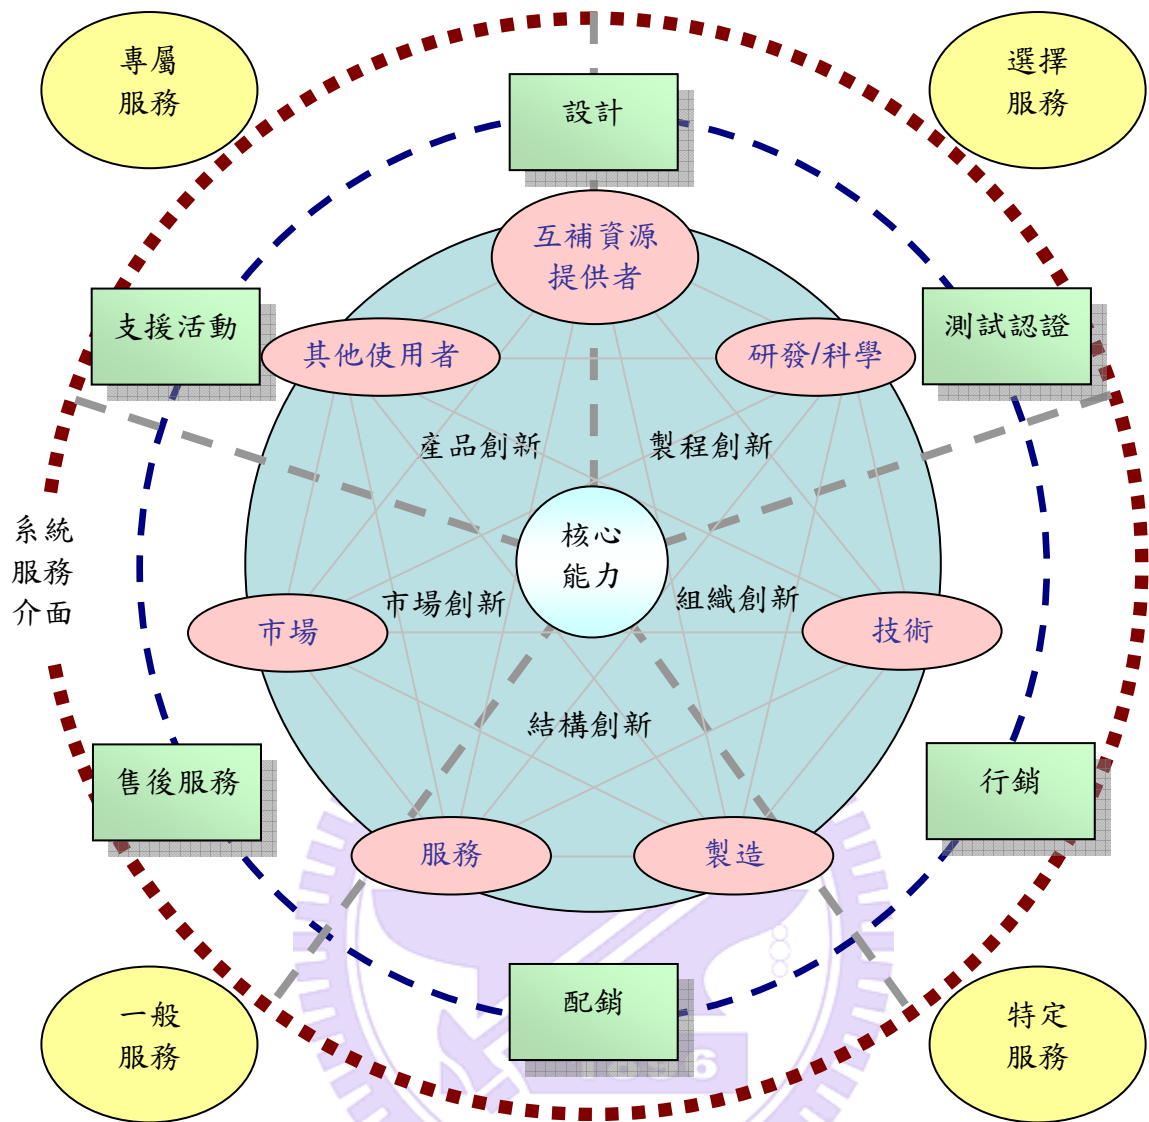 專屬
服務
選擇
服務
設計
互補資源
提供者
支援活動
測試認證
其他使用者
研發/科學
產品創新
製程創新
系統
服務
介面
核心
能力
市場創新
組織創新
市場
技術
結構創新
售後服務
行銷
服務
製造
配銷
一般
服務
特定
服務
1896